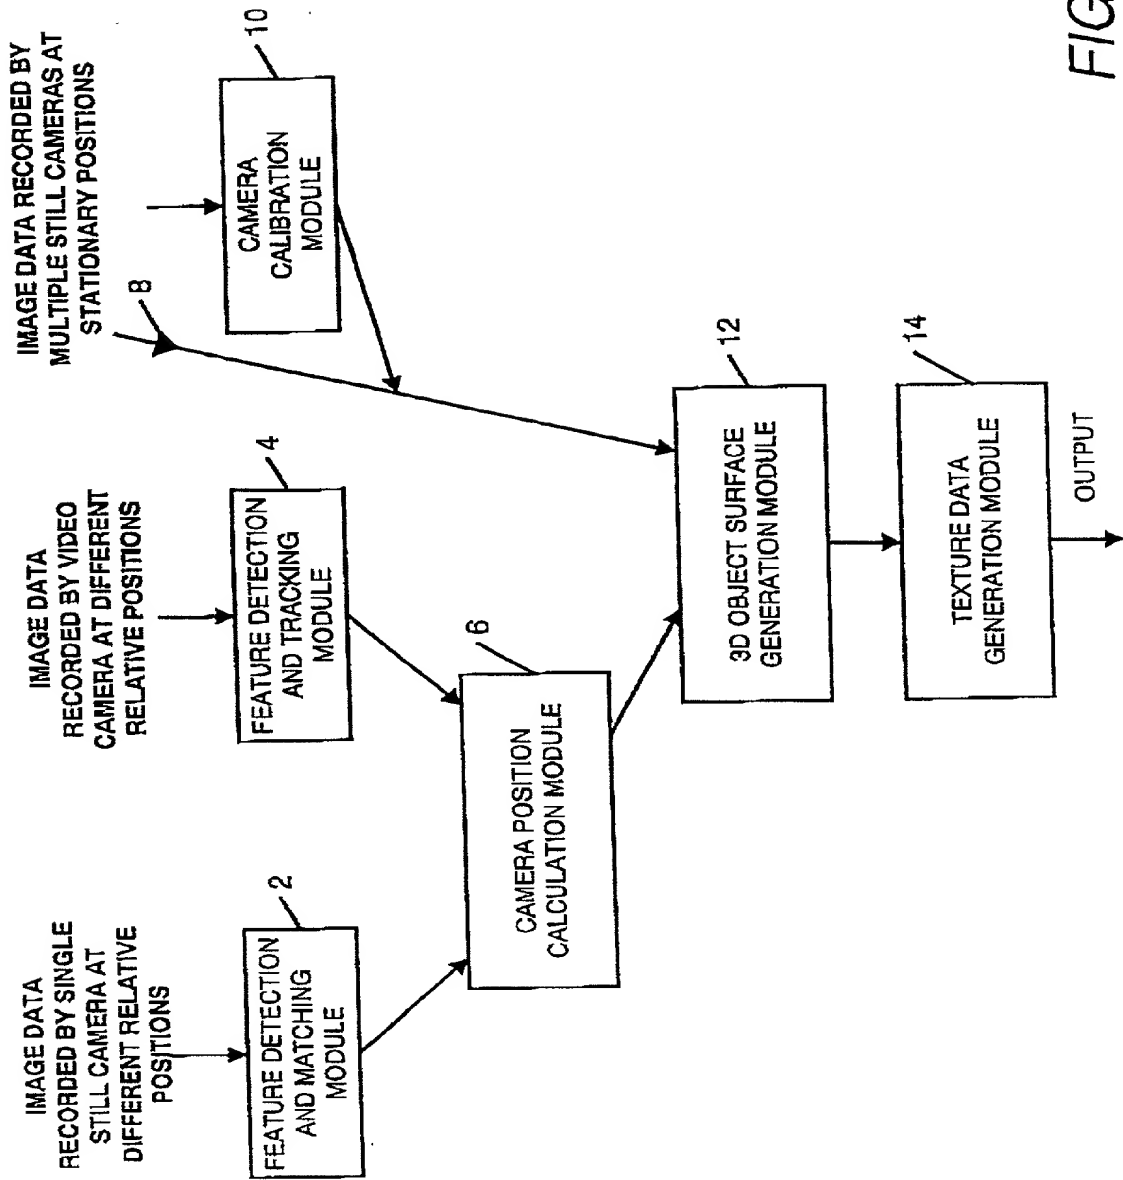 IMAGE DATA
RECORDED BY SINGLE
STILL CAMERA AT
DIFFERENT RELATIVE
POSITIONS
2
FEATURE DETECTION
AND MATCHING
MODULE
IMAGE DATA
RECORDED BY VIDEO
CAMERA AT DIFFERENT
RELATIVE POSITIONS
4
FEATURE DETECTION
AND TRACKING
MODULE
IMAGE DATA RECORDED BY
MULTIPLE STILL CAMERAS AT
STATIONARY POSITIONS
8
10
CAMERA
CALIBRATION
MODULE
6
CAMERA POSITION
CALCULATION MODULE
12
3D OBJECT SURFACE
GENERATION MODULE
14
TEXTURE DATA
GENERATION MODULE
OUTPUT
FIG